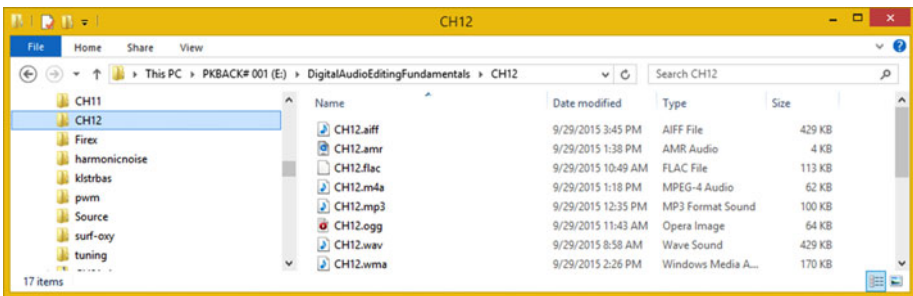 CH12
File Home Share View
This PC PKBACK# 001 (E:) DigitalAudioEditingFundamentals CH12 Search CH12
CH11
CH12
Firex
harmonicnoise
klstrbas
pwm
Source
surf-oxy
tuning
Name Date modified Type Size
CH12.aiff 9/29/2015 3:45 PM AIFF File 429 KB
CH12.amr 9/29/2015 1:38 PM AMR Audio 4 KB
CH12.flac 9/29/2015 10:49 AM FLAC File 113 KB
CH12.m4a 9/29/2015 1:18 PM MPEG-4 Audio 62 KB
CH12.mp3 9/29/2015 12:35 PM MP3 Format Sound 100 KB
CH12.ogg 9/29/2015 11:43 AM Opera Image 64 KB
CH12.wav 9/29/2015 8:58 AM Wave Sound 429 KB
CH12.wma 9/29/2015 2:26 PM Windows Media A... 170 KB
17 items